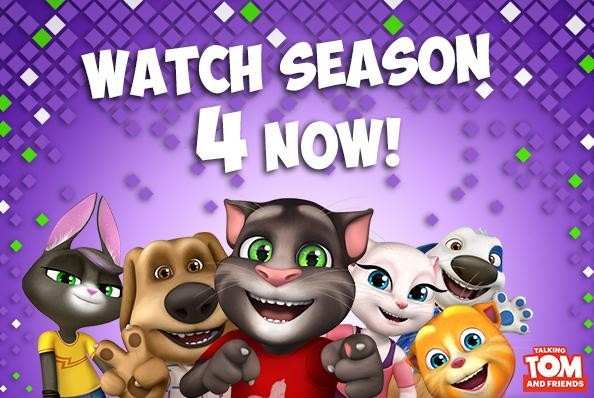 WATCH SEASON
4 NOW!
TALKING
TOM
AND FRIENDS